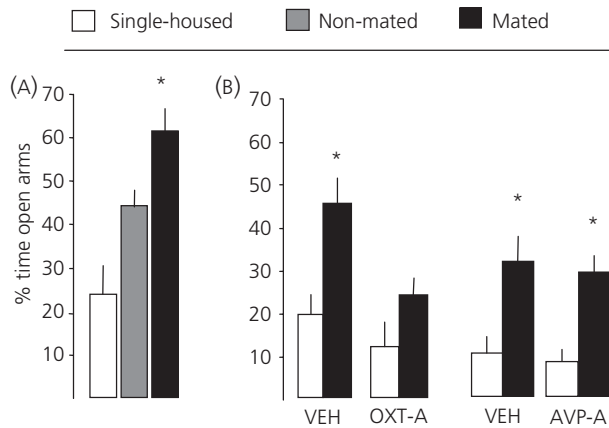 Single-housed Non-mated Mated
(A) (B)
* 
70 70
60 60
50 50
40 40
30 30
20 20
10 10
% time open arms
* * *
VEH OXT-A VEH AVP-A